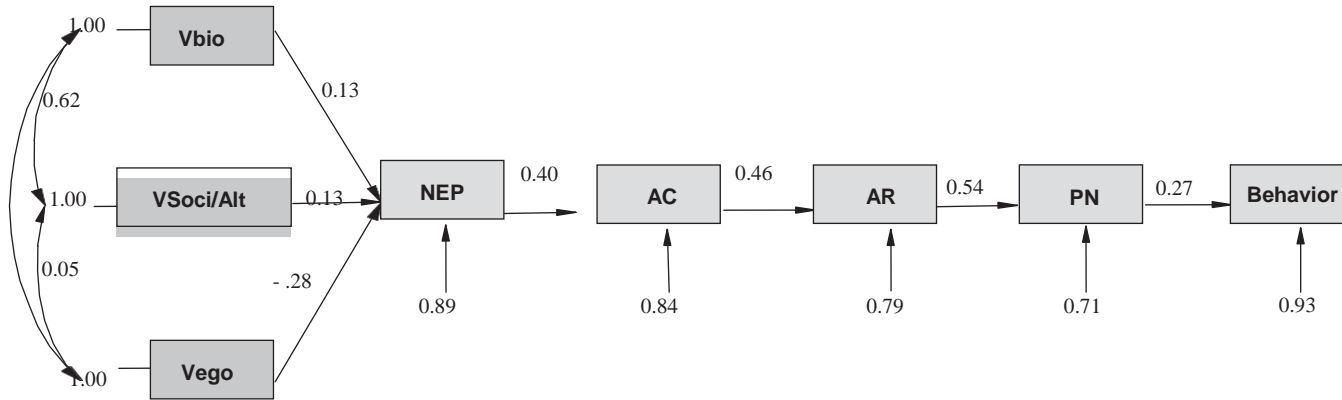 1.00
Vbio
0.62
0.13
1.00
VSoci/Alt
0.13
NEP
0.40
AC
0.46
AR
0.54
PN
0.27
Behavior
0.05
- .28
0.89
0.84
0.79
0.71
0.93
1.00
Vego